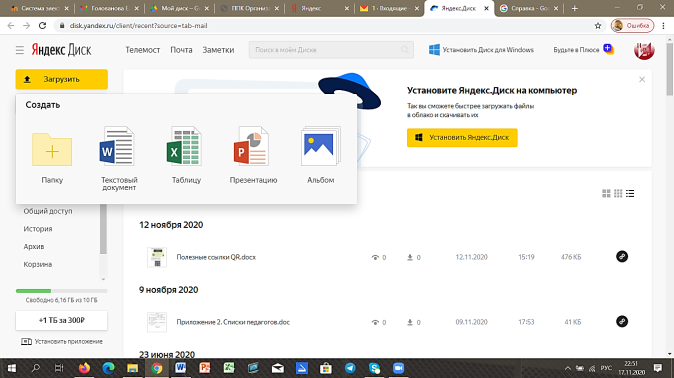 Система элек
Голованова Е
Мой диск – G
ППК Организ
Яндекс
1 · Входящие
Яндекс.Диск
Справка - Go
disk.yandex.ru/client/recent?source=tab-mail
Ошибка
Яндекс Диск
Телемост
Почта
Заметки
Поиск в моём Диске
Установить Диск для Windows
Будьте в Плюсе
Загрузить
Создать
Папку
Текстовый
документ
Таблицу
Презентацию
Альбом
Установите Яндекс.Диск на компьютер
Так вы сможете быстрее загружать файлы
в облако и скачивать их
Установить Яндекс.Диск
Общий доступ
История
Архив
Корзина
Свободно 6,16 ГБ из 10 ГБ
+1 ТБ за 300₽
Установить приложение
12 ноября 2020
Полезные ссылки QR.docx
0
0
12.11.2020
15:19
476 КБ
9 ноября 2020
Приложение 2. Списки педагогов.doc
0
0
09.11.2020
17:53
41 КБ
23 июня 2020
РУС
22:51
17.11.2020